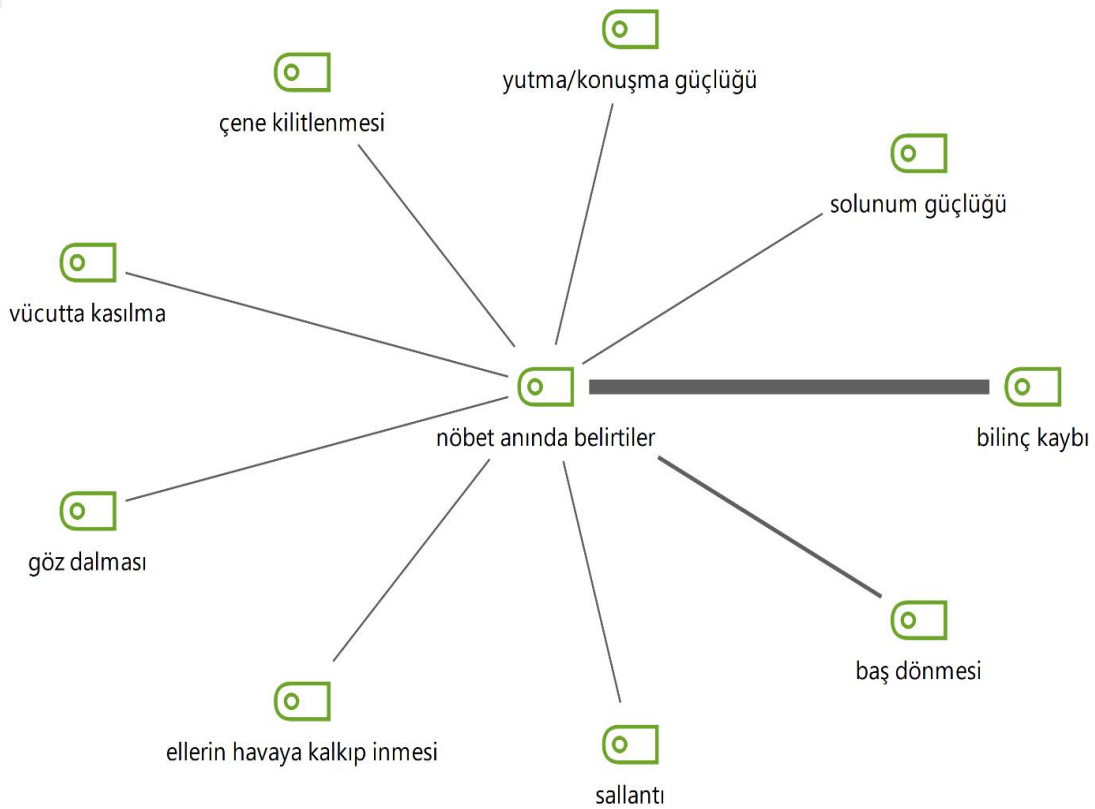 yutma/konuşma güçlüğü
çene kilitlenmesi
solunum güçlüğü
vücutta kasılma
nöbet anında belirtiler
bilinç kaybı
göz dalması
baş dönmesi
ellerin havaya kalkıp inmesi
sallantı